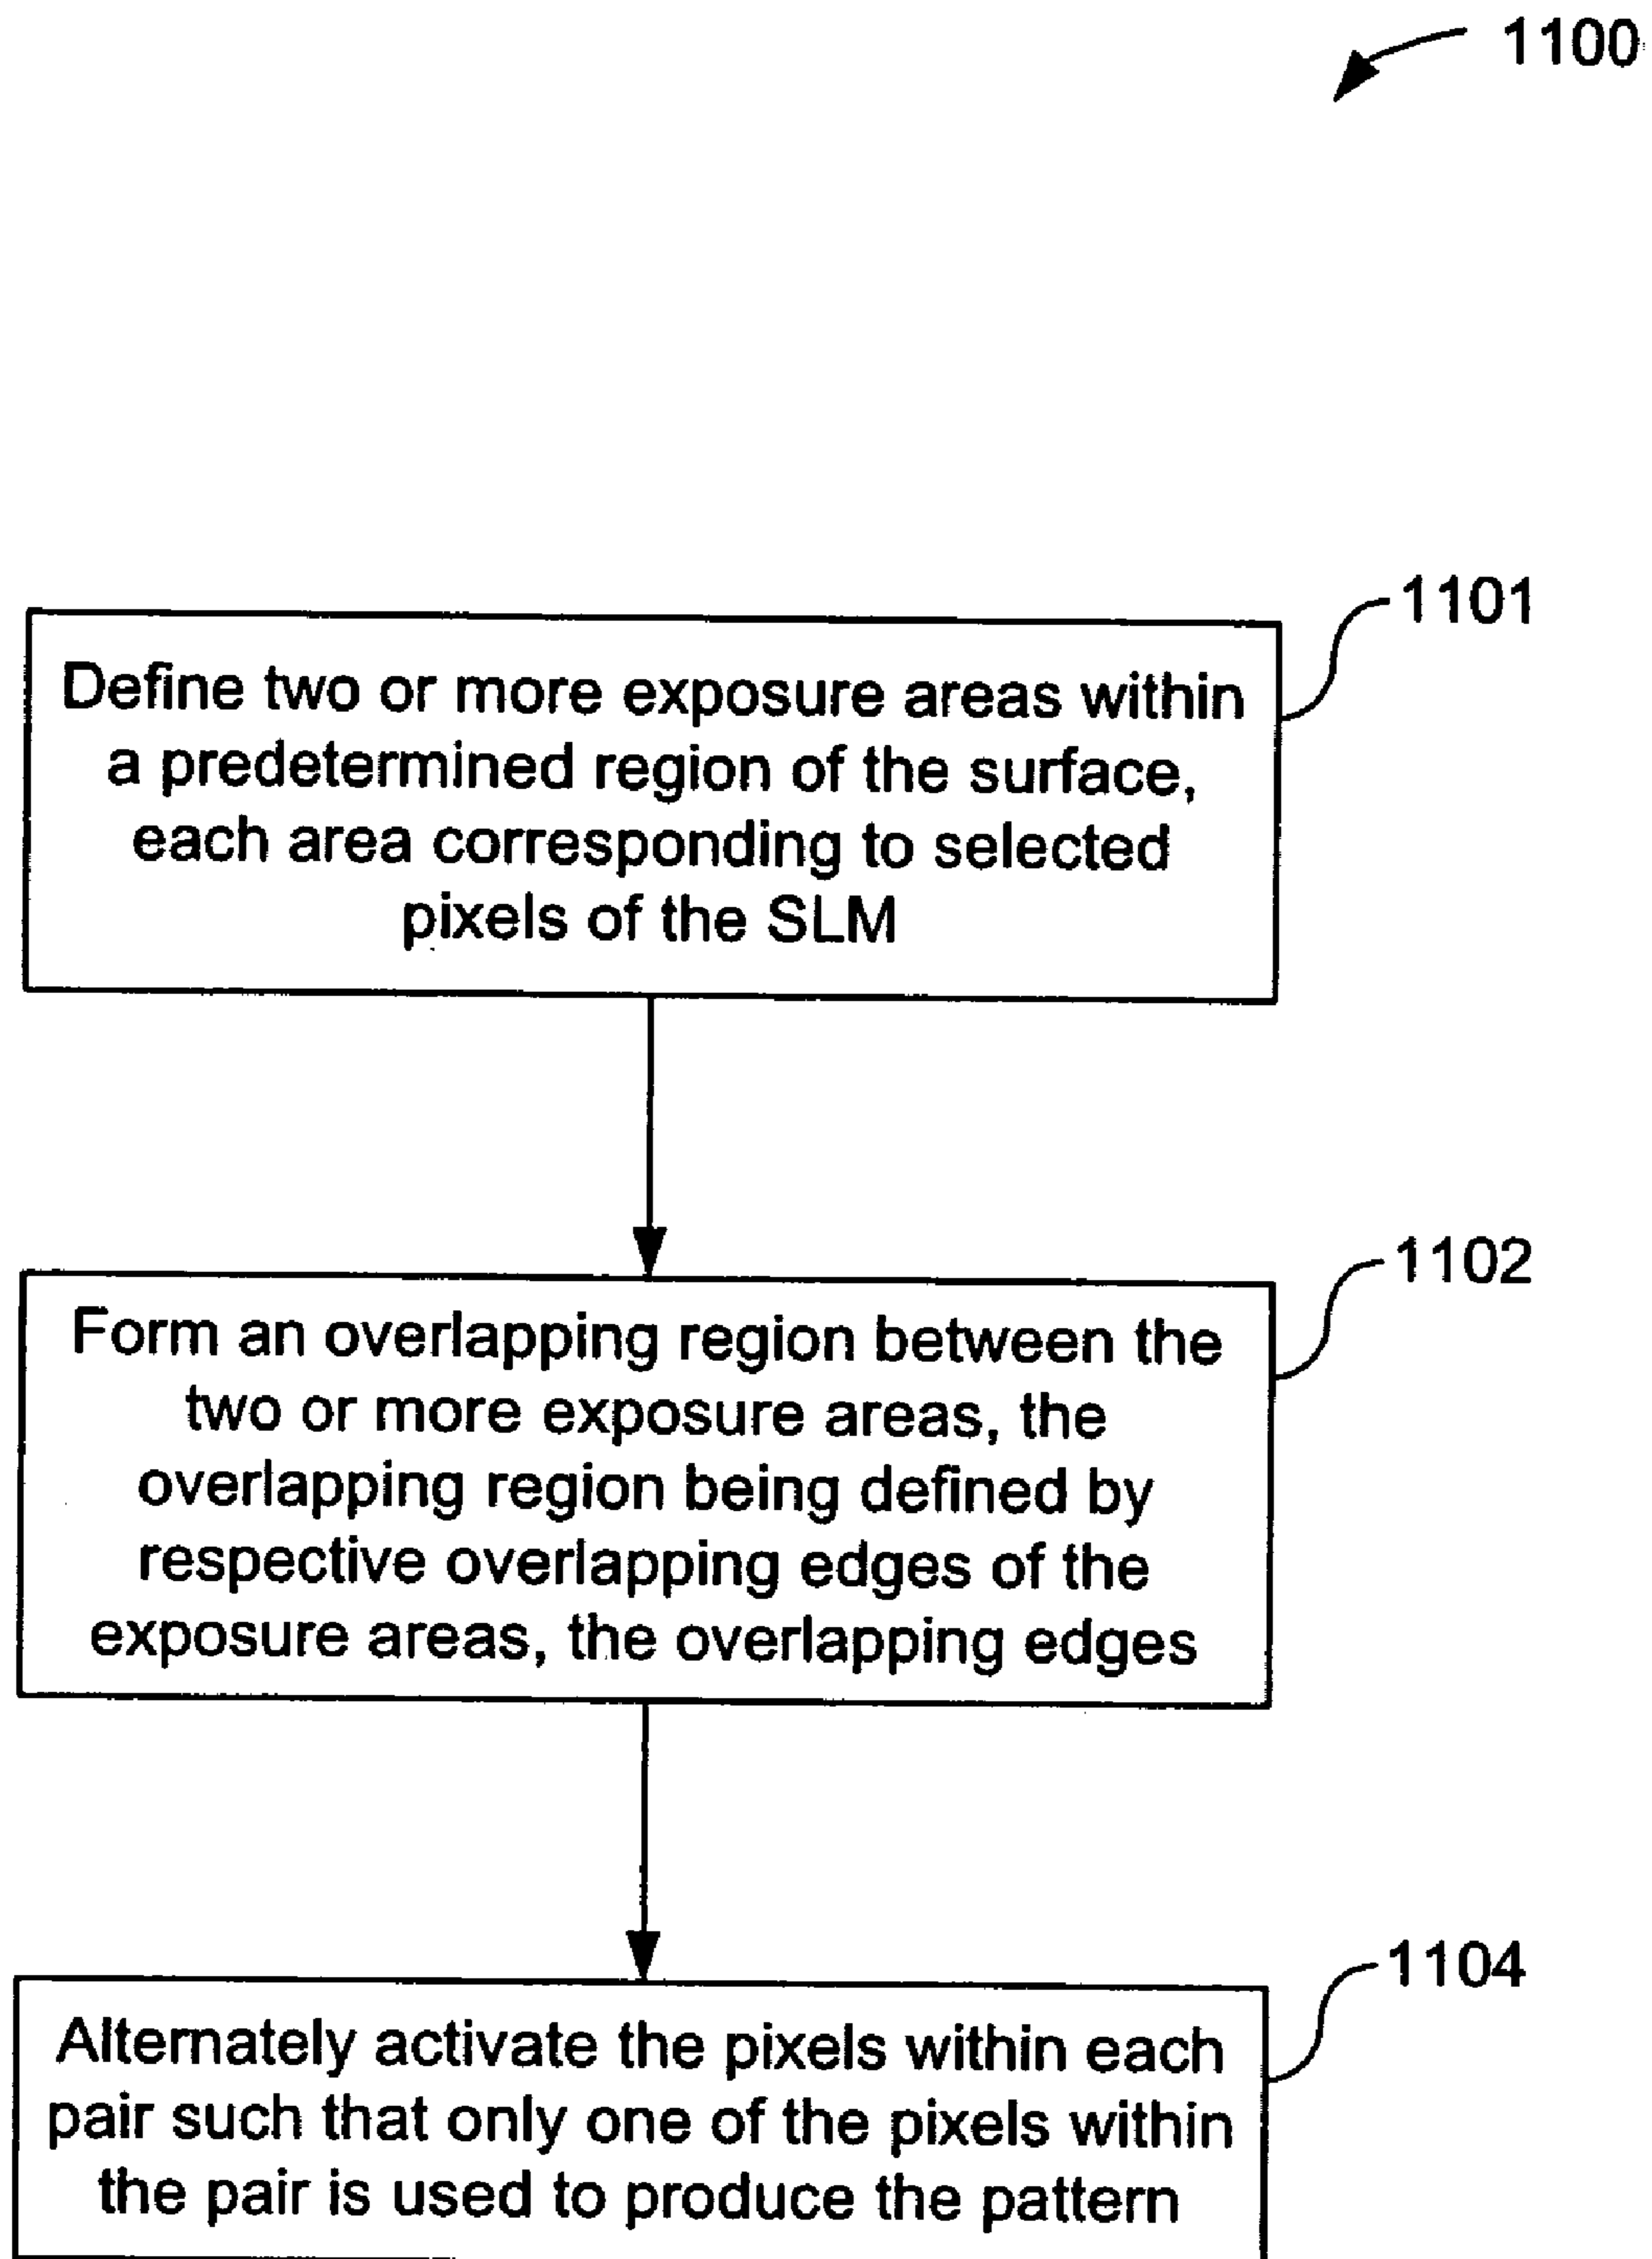 1100
1101
Define two or more exposure areas within
a predetermined region of the surface,
each area corresponding to selected
pixels of the SLM
1102
Form an overlapping region between the
two or more exposure areas, the
overlapping region being defined by
respective overlapping edges of the
exposure areas, the overlapping edges
1104
Alternately activate the pixels within each
pair such that only one of the pixels within
the pair is used to produce the pattern